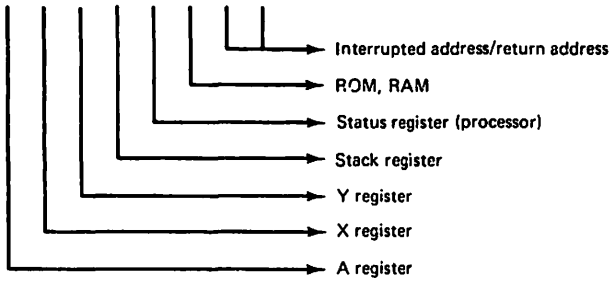 Interrupted address/return address
ROM, RAM
Status register (processor)
Stack register
Y register
X register
A register